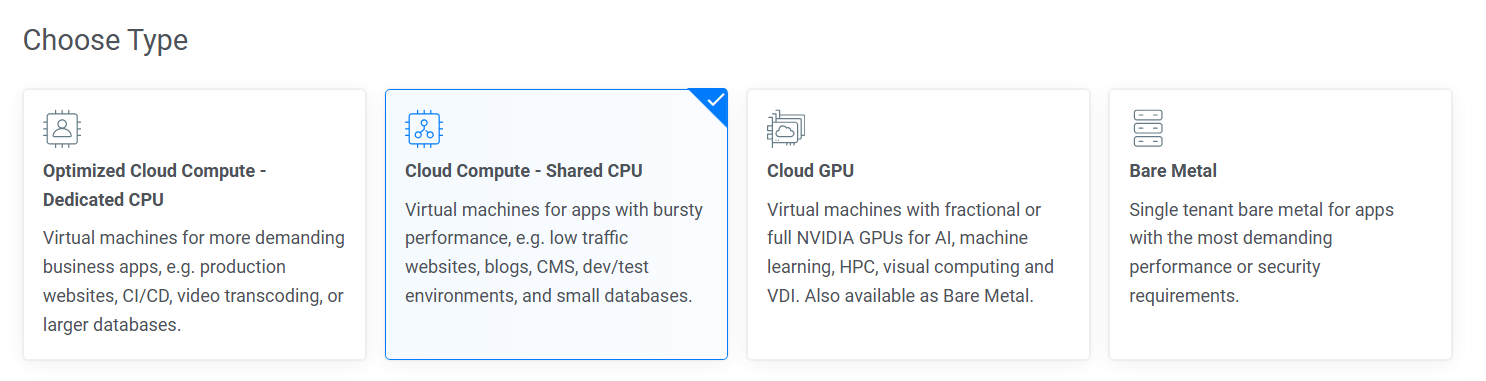 Choose Type
Optimized Cloud Compute -
Dedicated CPU
Virtual machines for more demanding
business apps, e.g. production
websites, CI/CD, video transcoding, or
larger databases.
Cloud Compute - Shared CPU
Virtual machines for apps with bursty
performance, e.g. low traffic
websites, blogs, CMS, dev/test
environments, and small databases.
Cloud GPU
Virtual machines with fractional or
full NVIDIA GPUs for AI, machine
learning, HPC, visual computing and
VDI. Also available as Bare Metal.
Bare Metal
Single tenant bare metal for apps
with the most demanding
performance or security
requirements.